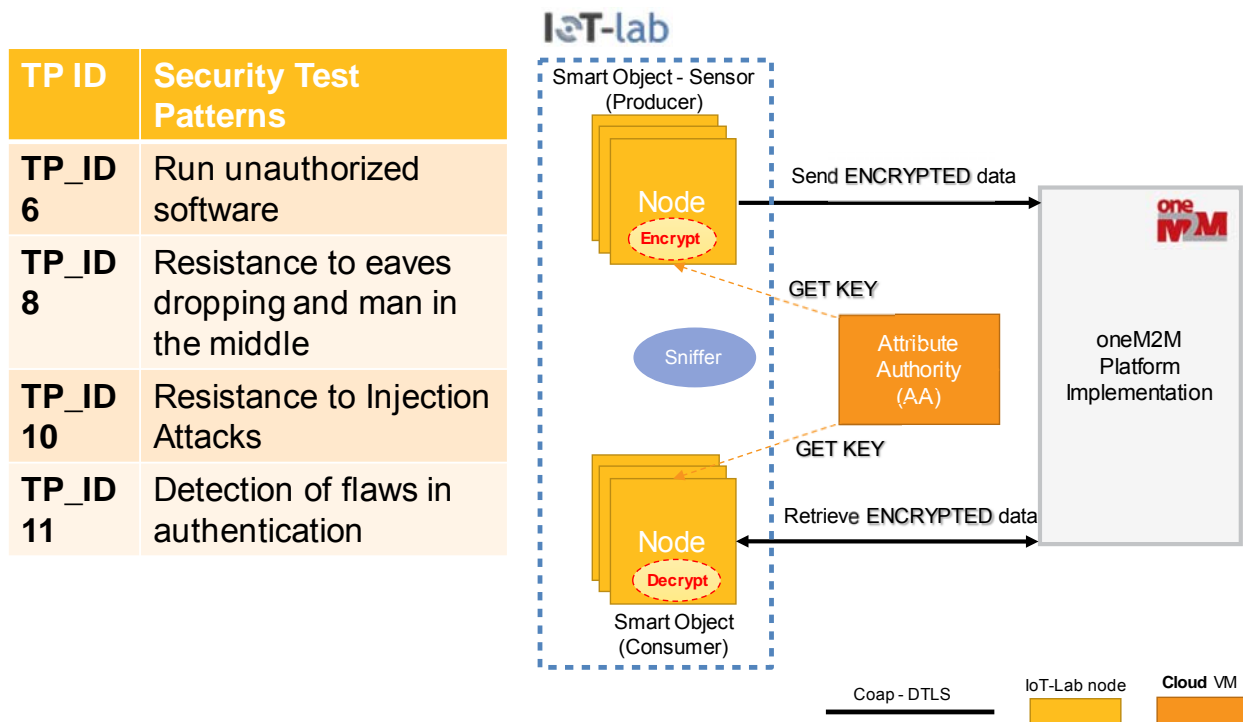 IoT-lab
TP ID
Security Test
Patterns
TP_ID
6
Run unauthorized
software
TP_ID
8
Resistance to eaves
dropping and man in
the middle
TP_ID
10
Resistance to Injection
Attacks
TP_ID
11
Detection of flaws in
authentication
Smart Object - Sensor
(Producer)
Node
Encrypt
Send ENCRYPTED data
one
M2M
GET KEY
Sniffer
Attribute
Authority
(AA)
oneM2M
Platform
Implementation
GET KEY
Node
Decrypt
Retrieve ENCRYPTED data
Smart Object
(Consumer)
Coap - DTLS
IoT-Lab node
Cloud VM